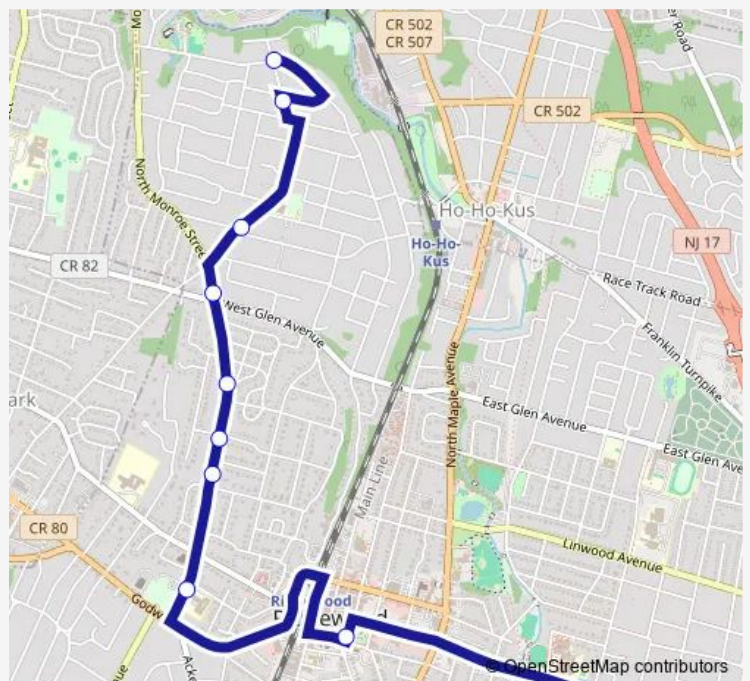 CR 502
CR 507
CR 502
North Monroe Street
Ho-Ho-Kus
Ho-Ho-
Kus
NJ 17
CR 82
Race Track Road
West Glen Avenue
Franklin Turnpike
North Maple Avenue
East Glen Avenue
East Glen Ave
Main Line
CR 80
Linwood Avenue
Godw
© OpenStreetMap contributors